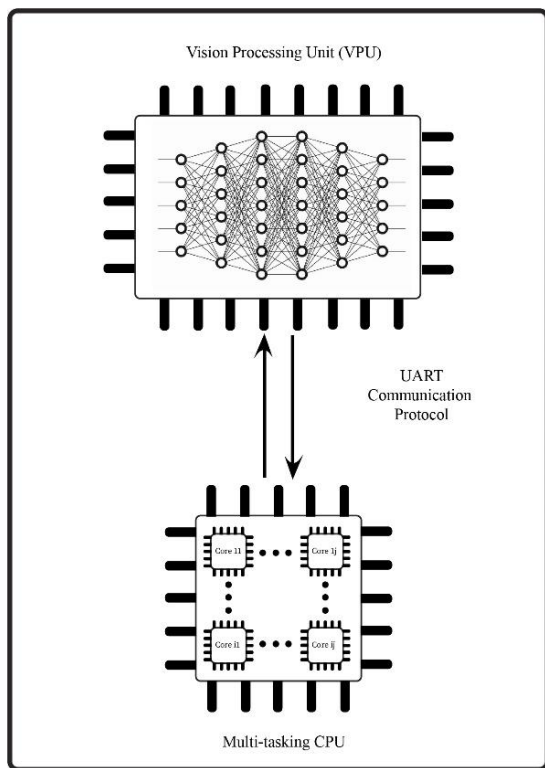 Vision Processing Unit (VPU)
UART
Communication
Protocol
Core 11
Core 1j
Core i1
Core ij
Multi-tasking CPU